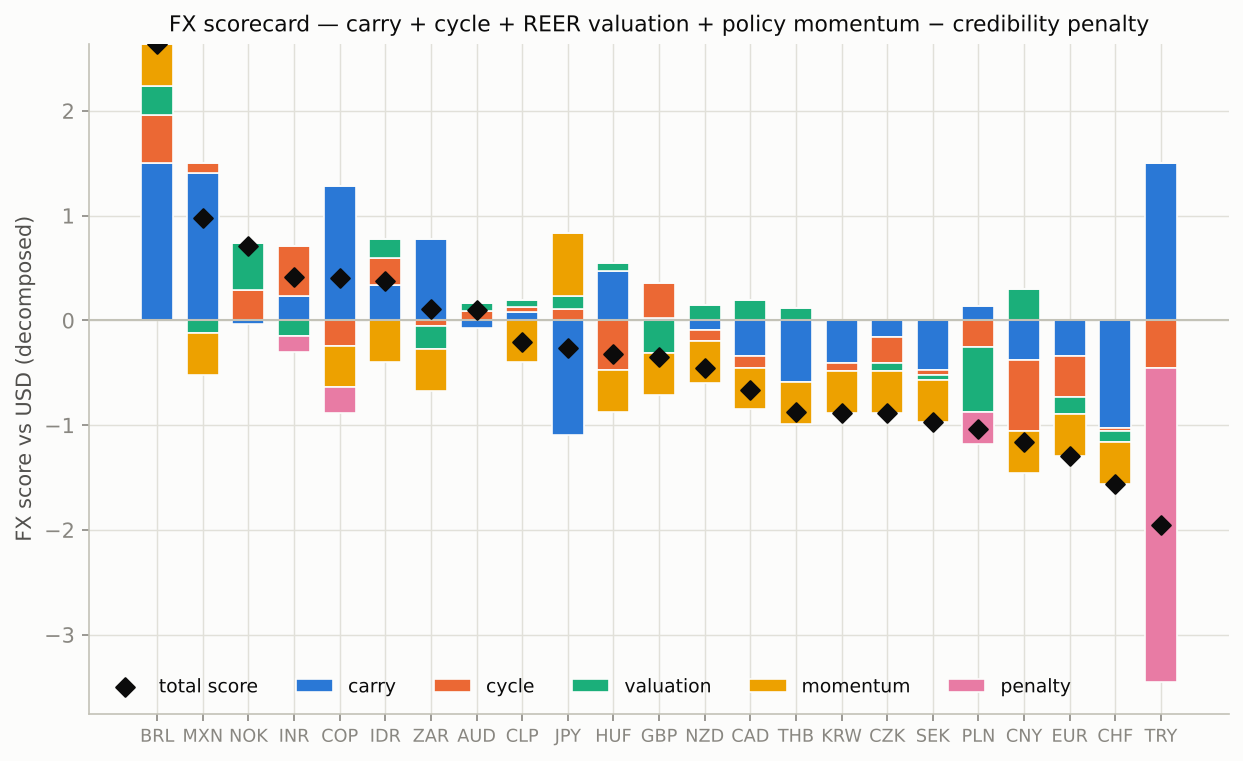 FX scorecard — carry + cycle + REER valuation + policy momentum − credibility penalty
FX score vs USD (decomposed)
2
1
0
−1
−2
−3
total score carry cycle valuation momentum penalty
BRL MXN NOK INR COP IDR ZAR AUD CLP JPY HUF GBP NZD CAD THB KRW CZK SEK PLN CNY EUR CHF TRY